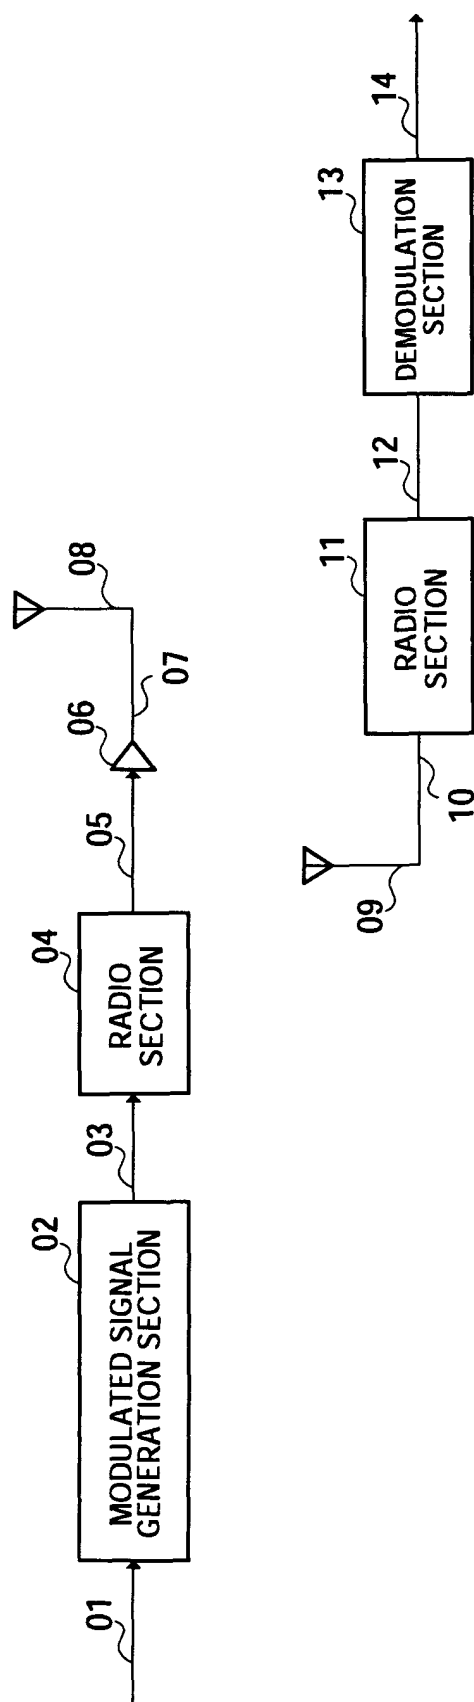 01
02
MODULATED SIGNAL
GENERATION SECTION
03
04
RADIO
SECTION
05
06
07
08
09
10
11
RADIO
SECTION
12
13
DEMODULATION
SECTION
14